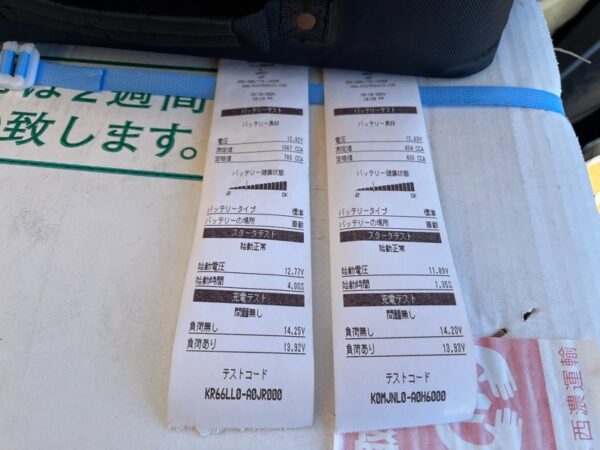 は2週間
致します。
10:19 PM
バッテリーテスト
バッテリー良好
電圧 12.92V
測定値 1087 CCA
定格値 765 CCA
バッテリー健康状態
OK
バッテリータイプ 標準
バッテリーの場所 車載
スタータテスト
始動正常
始動電圧 12.77V
始動時間 4.00S
充電テスト
問題無し
負荷無し 14.25V
負荷あり 13.92V
テストコード
KR66LL0-A0JR000
バッテリーテスト
バッテリー良好
電圧 12.63V
測定値 434 CCA
定格値
バッテリー健康状態
OK
バッテリータイプ 標準
バッテリーの場所 車載
スタータテスト
始動正常
始動電圧
始動時間
充電テスト
問題無し
負荷無し 14.20V
負荷あり 13.93V
テストコード
K0MJNL0-A0H6000
西濃運輸